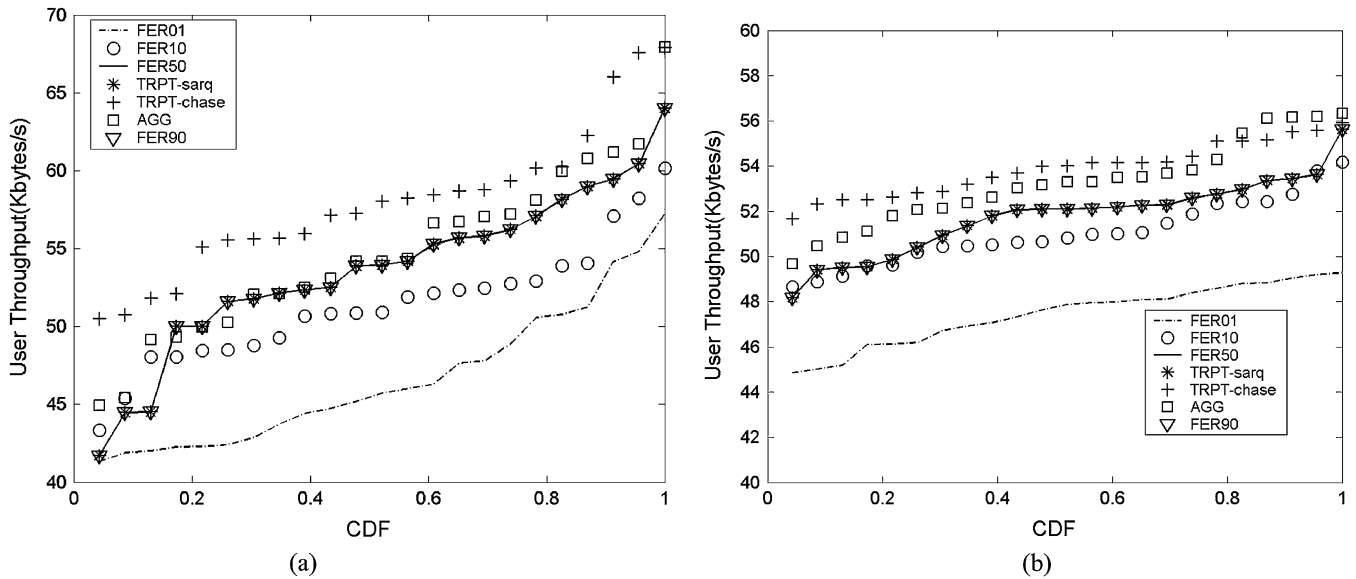 70
65
60
55
50
45
40
0
0.2
0.4
0.6
0.8
1
User Throughput(Kbytes/s)
CDF
FER01
FER10
FER50
TRPT-sarq
TRPT-chase
AGG
FER90
(a)
60
58
56
54
52
50
48
46
44
42
40
0
0.2
0.4
0.6
0.8
1
User Throughput(Kbytes/s)
CDF
FER01
FER10
FER50
TRPT-sarq
TRPT-chase
AGG
FER90
(b)